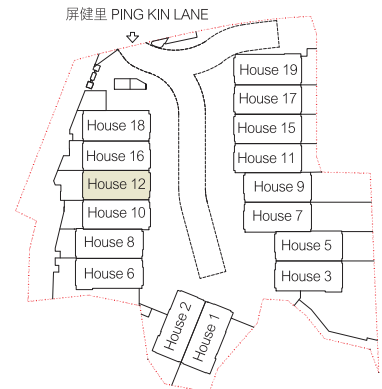 屏健里 PING KIN LANE
House 19
House 17
House 18
House 15
House 16
House 11
House 12
House 9
House 10
House 7
House 8
House 5
House 6
House 3
House 2
House 1